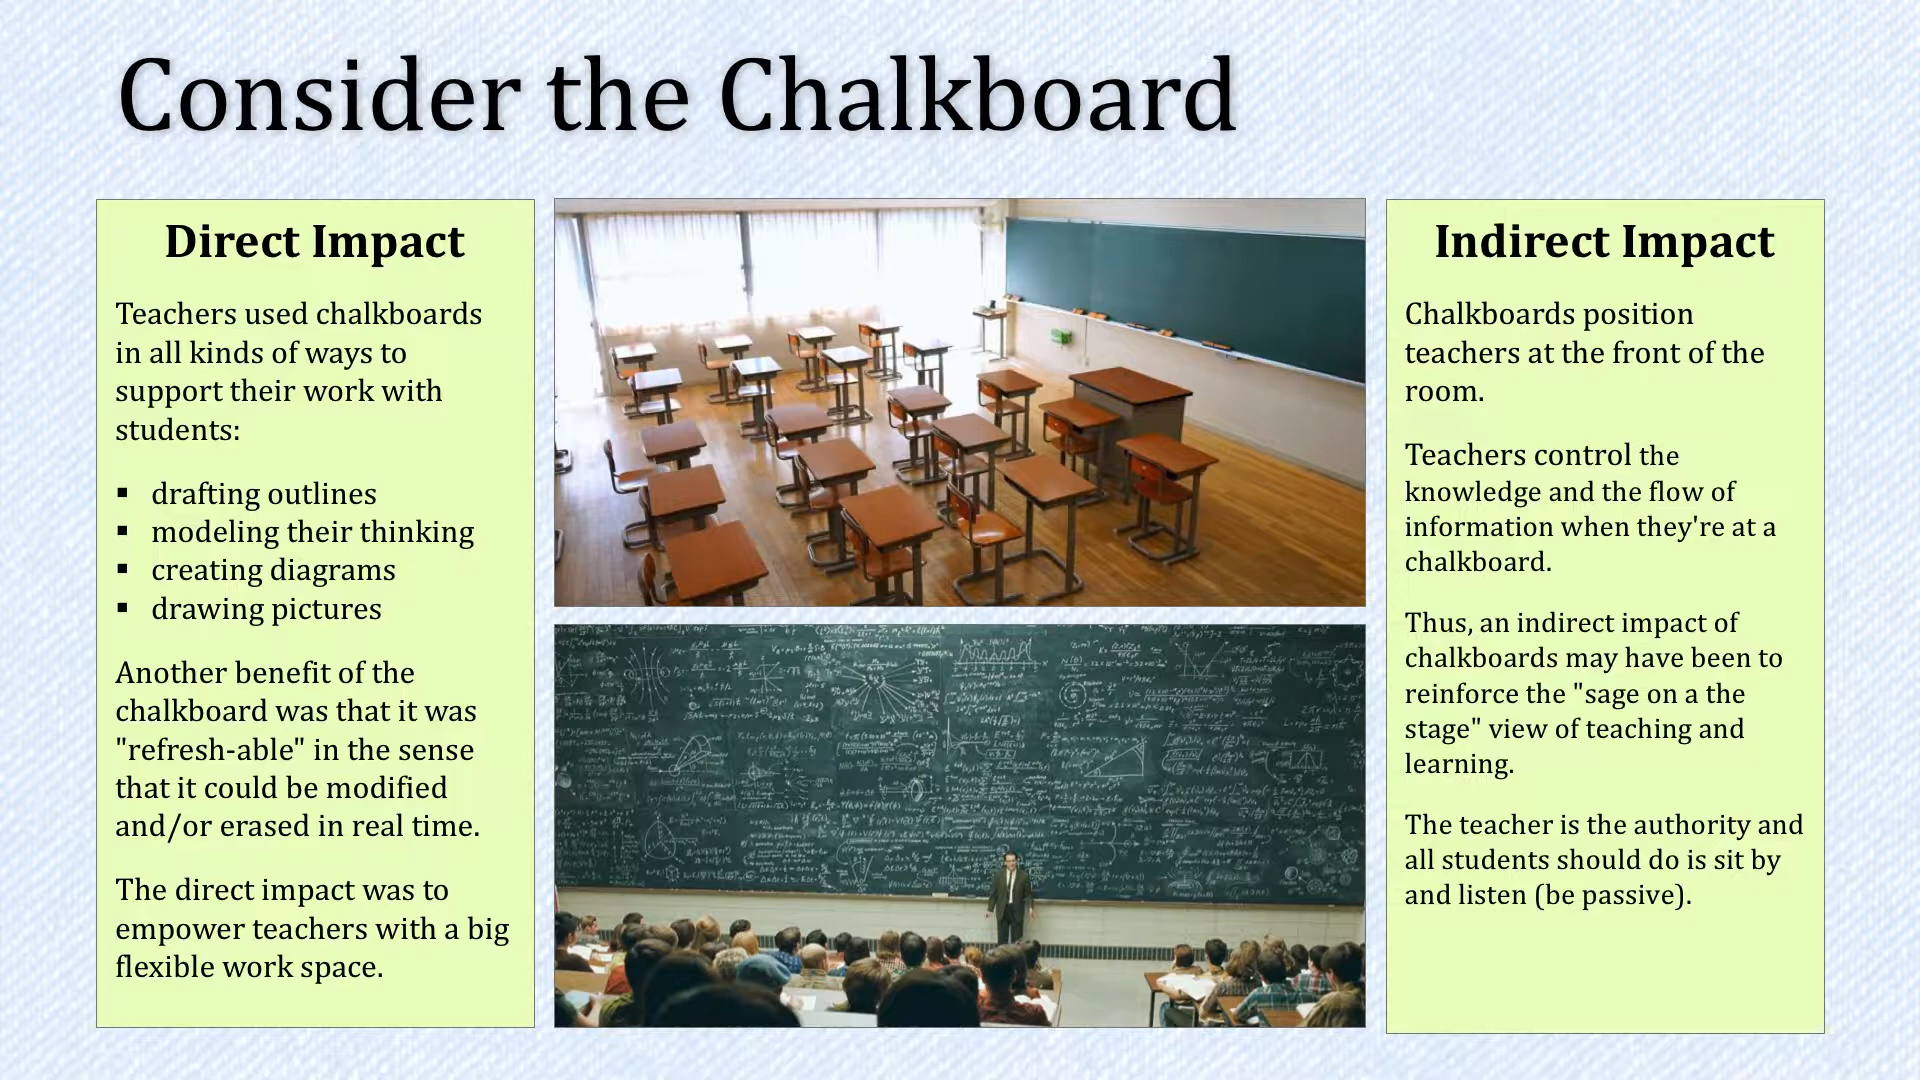 Consider the Chalkboard
Direct Impact
Teachers used chalkboards
in all kinds of ways to
support their work with
students:
▪ drafting outlines
▪ modeling their thinking
▪ creating diagrams
▪ drawing pictures
Another benefit of the
chalkboard was that it was
"refresh-able" in the sense
that it could be modified
and/or erased in real time.
The direct impact was to
empower teachers with a big
flexible work space.
Indirect Impact
Chalkboards position
teachers at the front of the
room.
Teachers control the
knowledge and the flow of
information when they're at a
chalkboard.
Thus, an indirect impact of
chalkboards may have been to
reinforce the "sage on a the
stage" view of teaching and
learning.
The teacher is the authority and
all students should do is sit by
and listen (be passive).